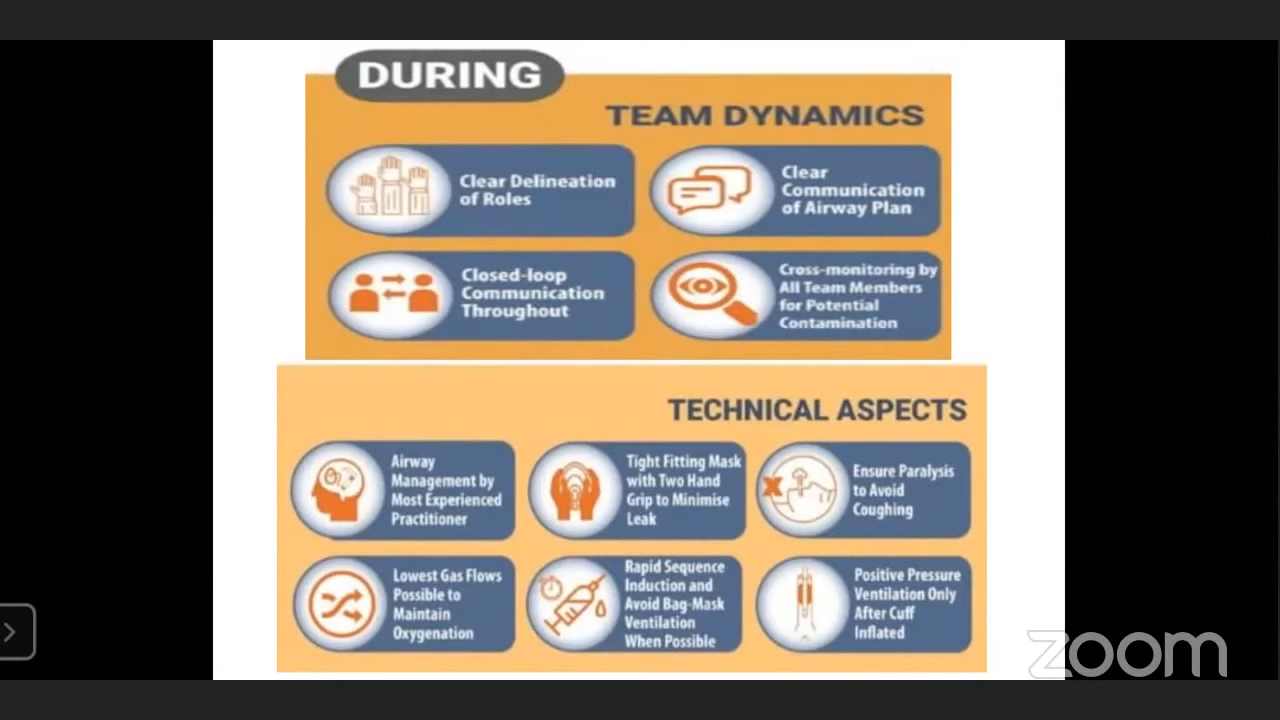 DURING
TEAM DYNAMICS
Clear Delineation
of Roles
Clear
Communication
of Airway Plan
Closed-loop
Communication
Throughout
Cross-monitoring by
All Team Members
for Potential
Contamination
TECHNICAL ASPECTS
Airway
Management by
Most Experienced
Practitioner
Tight Fitting Mask
with Two Hand
Grip to Minimise
Leak
Ensure Paralysis
to Avoid
Coughing
Lowest Gas Flows
Possible to
Maintain
Oxygenation
Rapid Sequence
Induction and
Avoid Bag-Mask
Ventilation
When Possible
Positive Pressure
Ventilation Only
After Cuff
Inflated
zoom